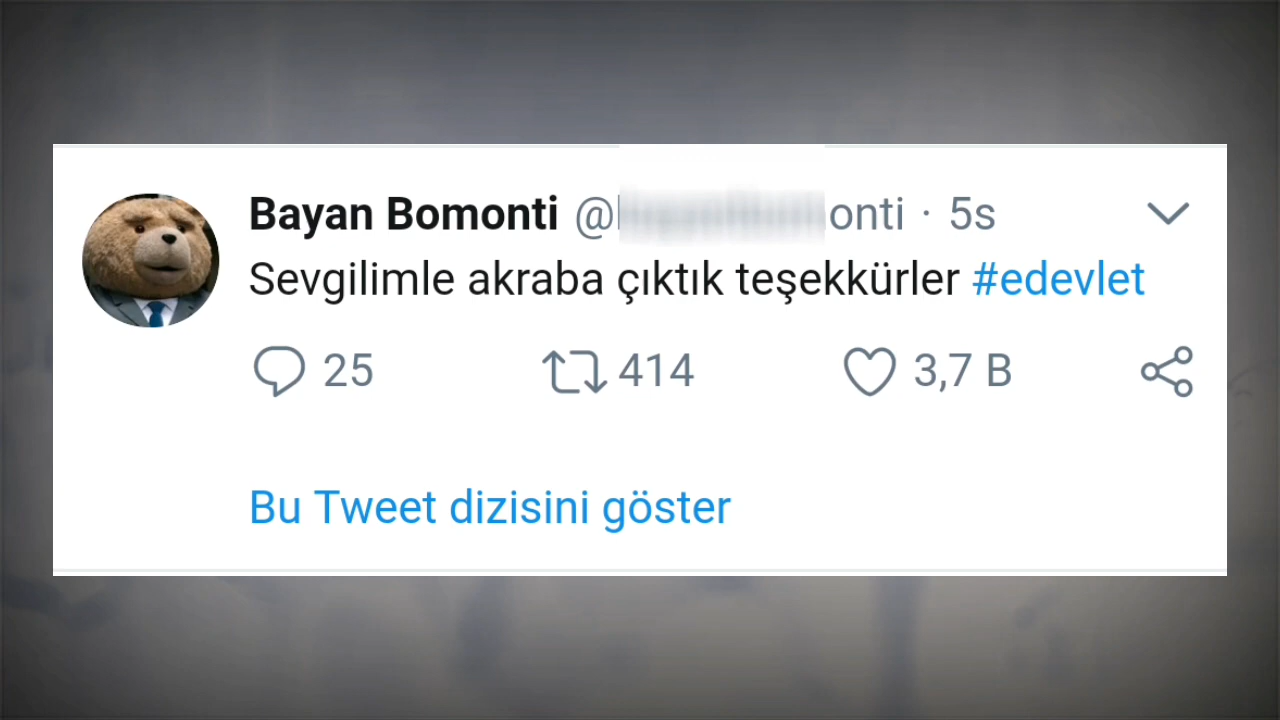 Bayan Bomonti @ onti · 5s
Sevgilimle akraba çıktık teşekkürler #edevlet
25 414 3,7 B
Bu Tweet dizisini göster